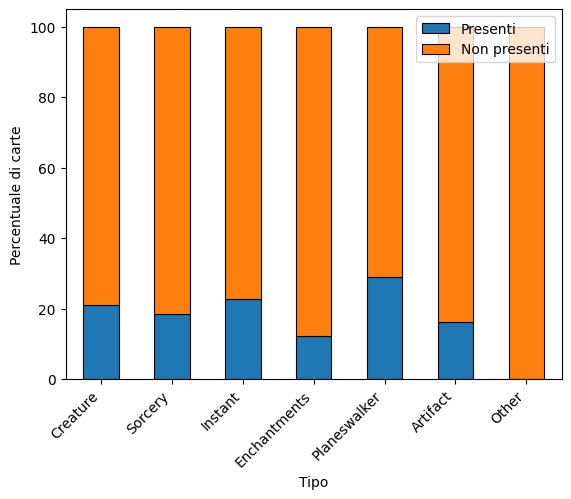 Presenti
Non presenti
100
80
60
40
20
0
Percentuale di carte
Creature
Sorcery
Instant
Enchantments
Planeswalker
Artifact
Other
Tipo